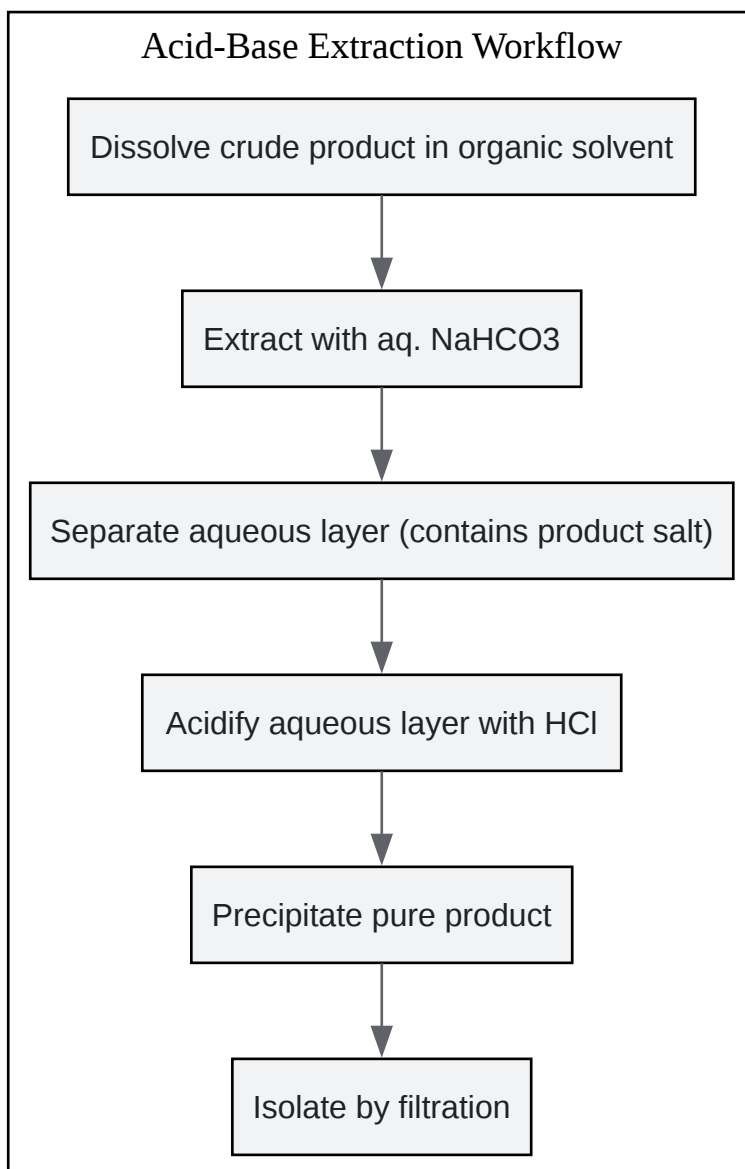 Acid-Base Extraction Workflow
Dissolve crude product in organic solvent
Extract with aq. NaHCO3
Separate aqueous layer (contains product salt)
Acidify aqueous layer with HCl
Precipitate pure product
Isolate by filtration